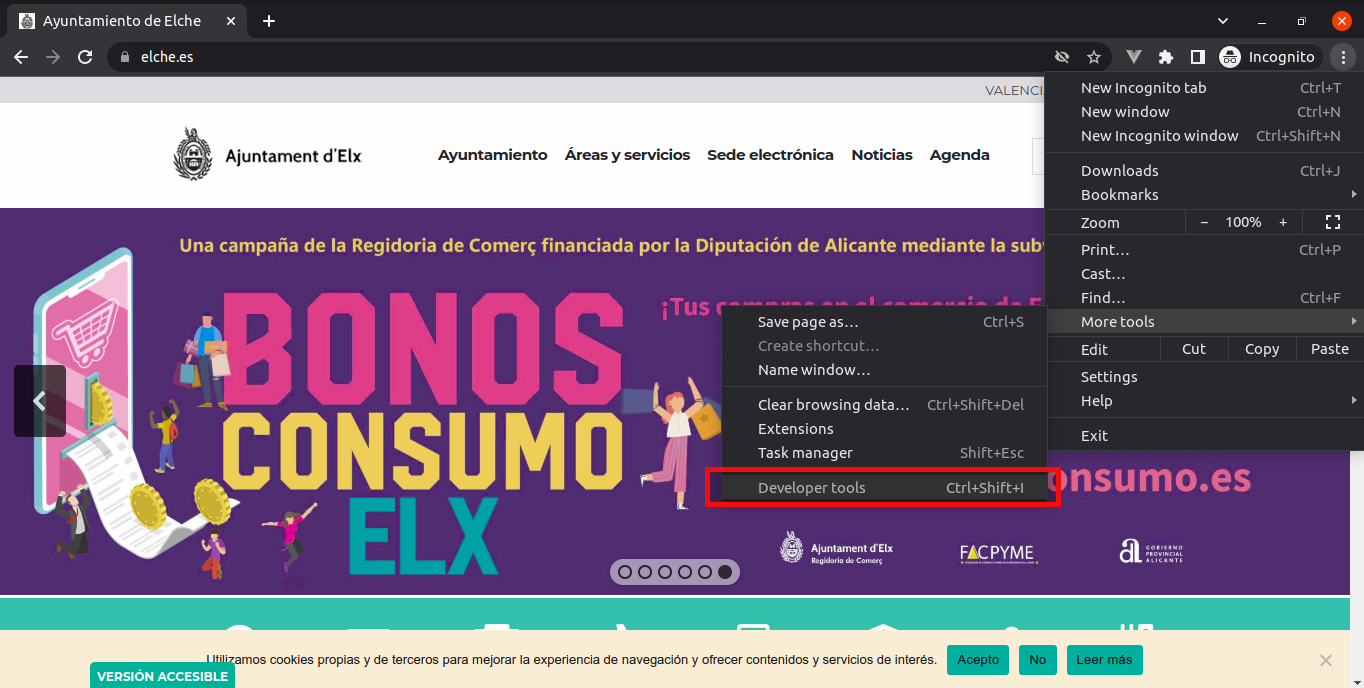 Ayuntamiento de Elche
elche.es
Incognito
VALENCI
Ajuntament d'Elx
Ayuntamiento Áreas y servicios Sede electrónica Noticias Agenda
New Incognito tab Ctrl+T
New window Ctrl+N
New Incognito window Ctrl+Shift+N
Downloads Ctrl+J
Bookmarks
Zoom − 100% +
Print… Ctrl+P
Cast…
Find… Ctrl+F
More tools
Edit Cut Copy Paste
Settings
Help
Exit
Save page as… Ctrl+S
Create shortcut…
Name window…
Clear browsing data… Ctrl+Shift+Del
Extensions
Task manager Shift+Esc
Developer tools Ctrl+Shift+I
Una campaña de la Regidoria de Comerç financiada por la Diputación de Alicante mediante la sub
¡Tus compras en el comercio de E
BONOS
CONSUMO
ELX
onsumo.es
Ajuntament d'Elx
Regidoria de Comerç
FACPYME
GOBIERNO
PROVINCIAL
ALICANTE
Utilizamos cookies propias y de terceros para mejorar la experiencia de navegación y ofrecer contenidos y servicios de interés. Acepto No Leer más
VERSIÓN ACCESIBLE